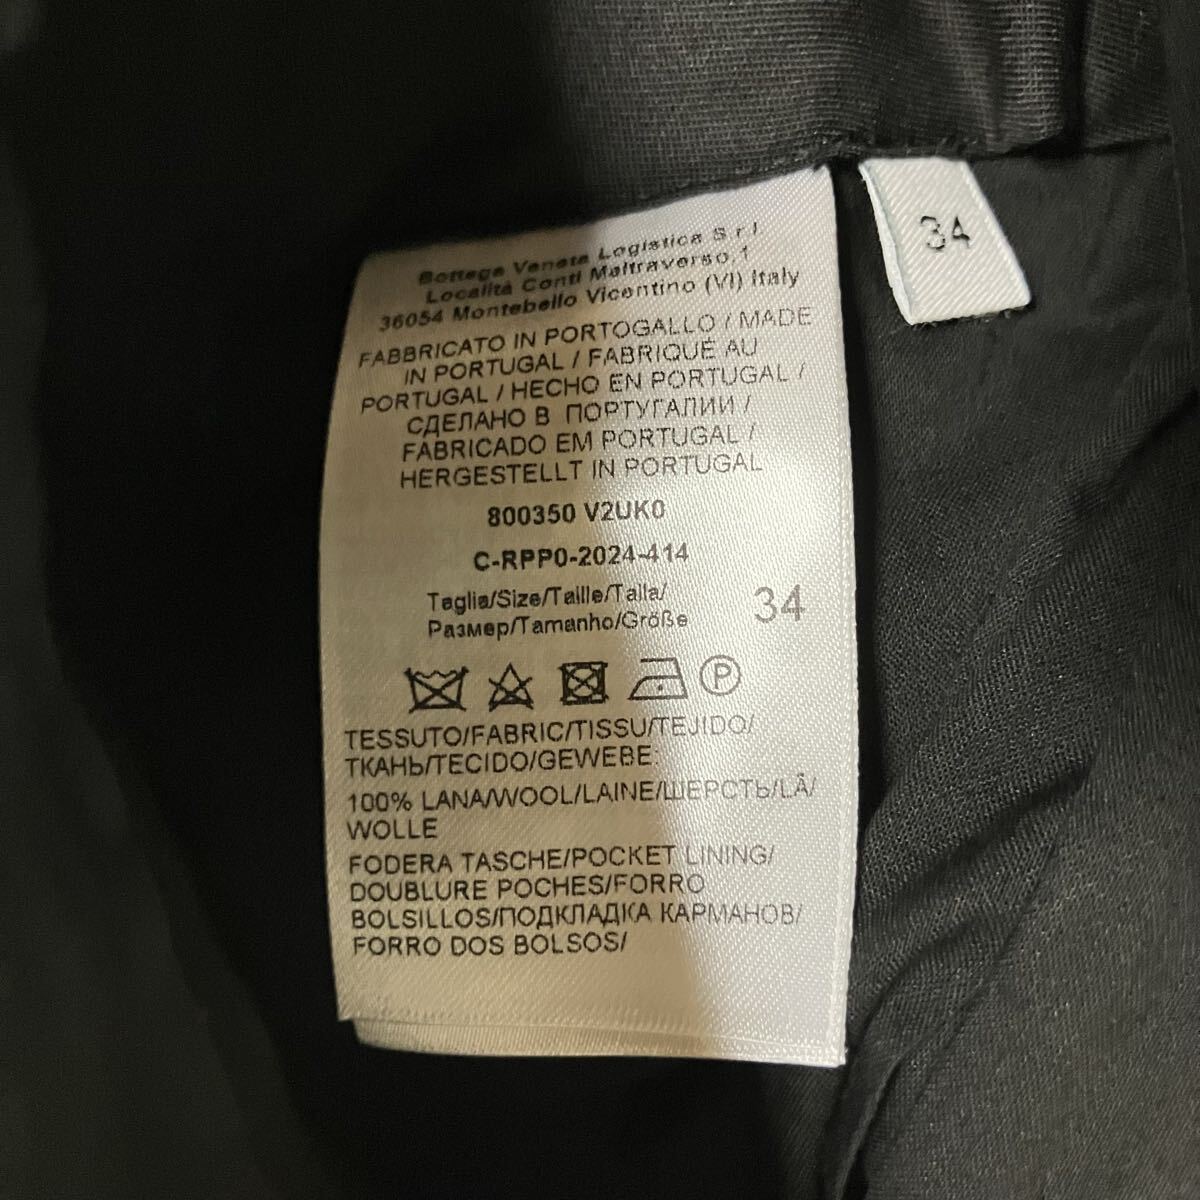 Bottega Veneta Logistica S r l
Località Conti Maltraverso,1
36054 Montebello Vicentino (VI) Italy
FABBRICATO IN PORTOGALLO / MADE
IN PORTUGAL / FABRIQUÉ AU
PORTUGAL / HECHO EN PORTUGAL /
СДЕЛАНО В ПОРТУГАЛИИ /
FABRICADO EM PORTUGAL /
HERGESTELLT IN PORTUGAL
800350 V2UK0
C-RPP0-2024-414
Taglia/Size/Taille/Talla/
Размер/Tamanho/Größe
34
P
TESSUTO/FABRIC/TISSU/TEJIDO/
ТКАНЬ/TECIDO/GEWEBE:
100% LANA/WOOL/LAINE/ШЕРСТЬ/LÃ/
WOLLE
FODERA TASCHE/POCKET LINING/
DOUBLURE POCHES/FORRO
BOLSILLOS/ПОДКЛАДКА КАРМАНОВ/
FORRO DOS BOLSOS/
34